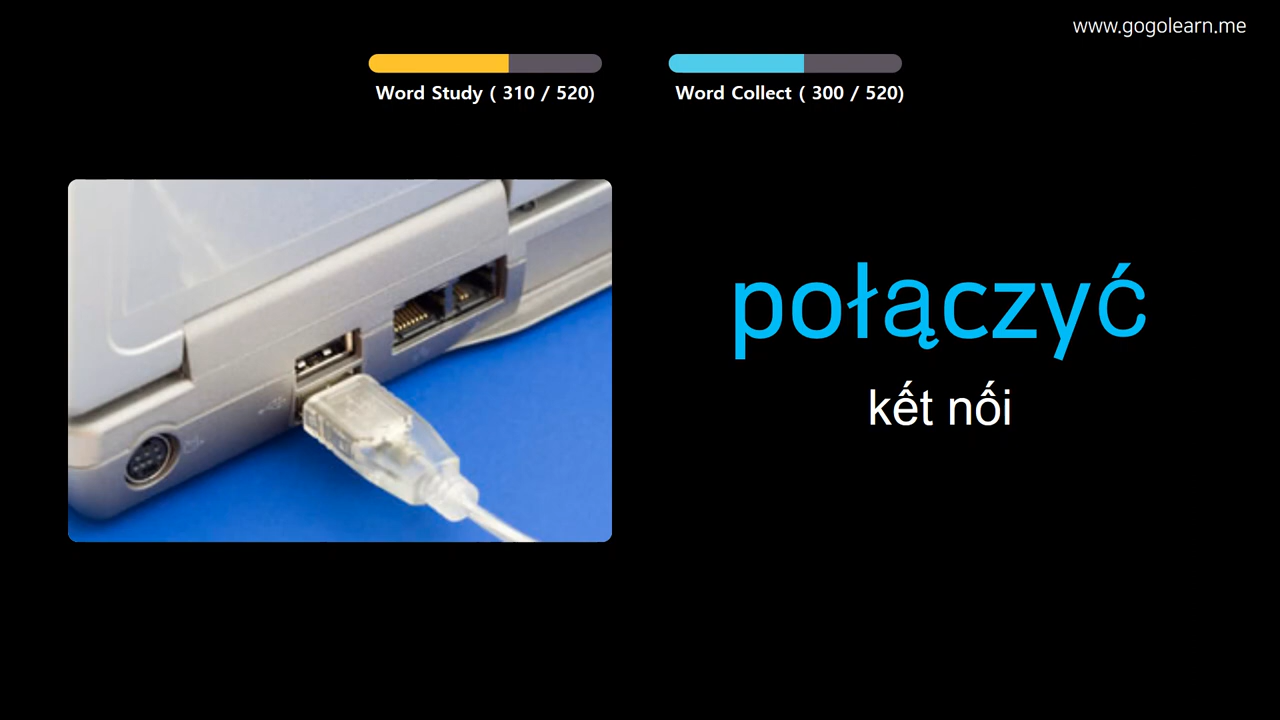 www.gogolearn.me
Word Study ( 310 / 520)
Word Collect ( 300 / 520)
połączyć
kết nối